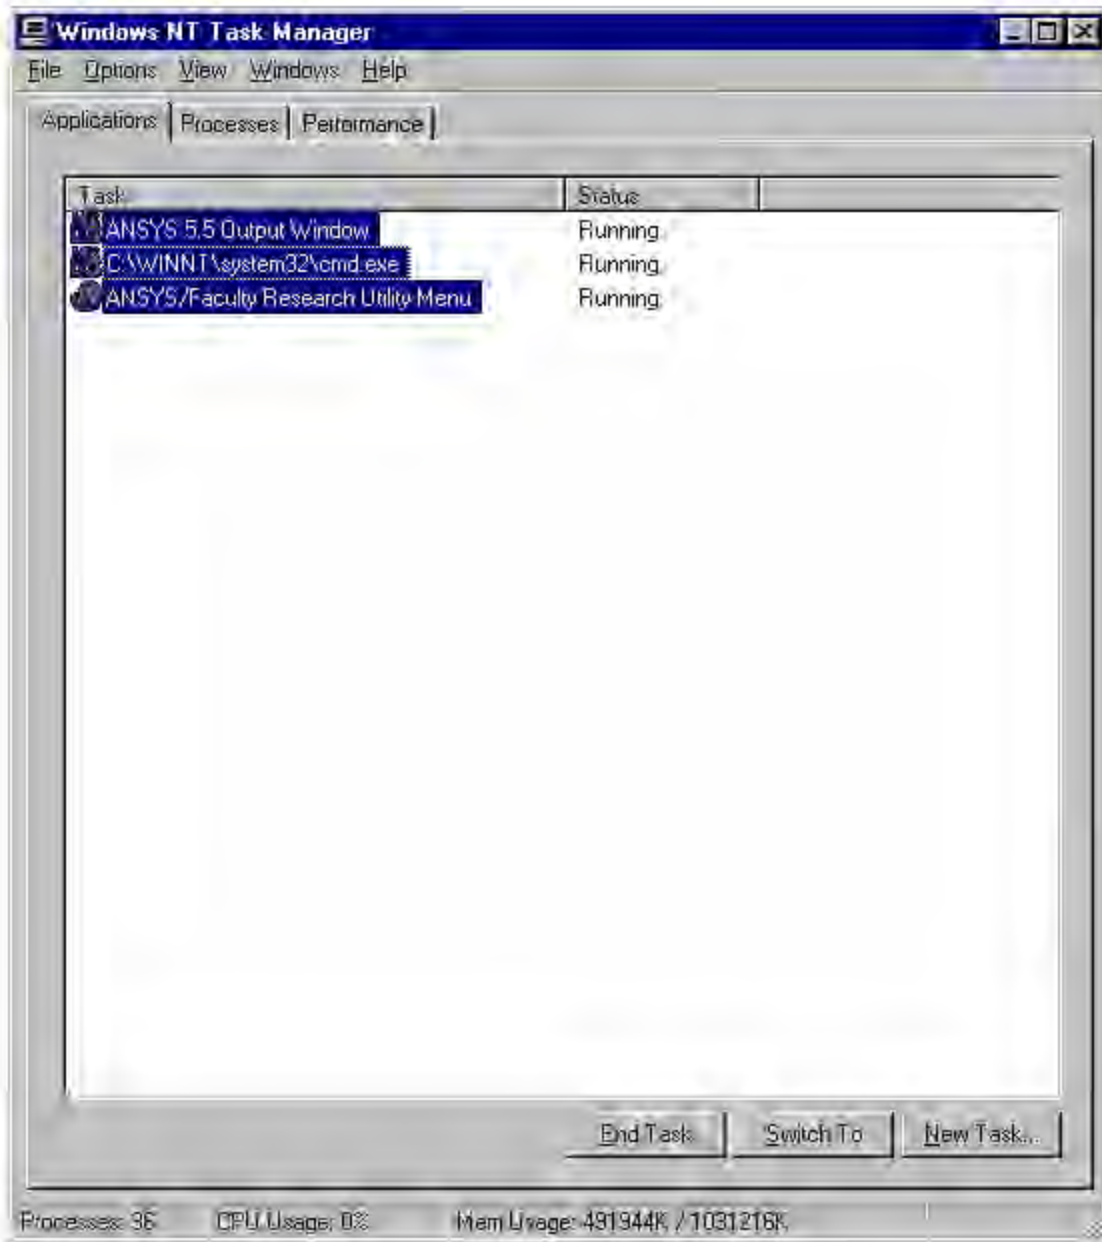 Windows NT Task Manager
File Options View Windows Help
Applications Processes Performance
Task Status
ANSYS 5.5 Output Window Running
C:\WINNT\system32\cmd.exe Running
ANSYS/Faculty Research Utility Menu Running
End Task Switch To New Task...
Processes: 36 CPU Usage: 0% Mem Usage: 491944K / 1031216K